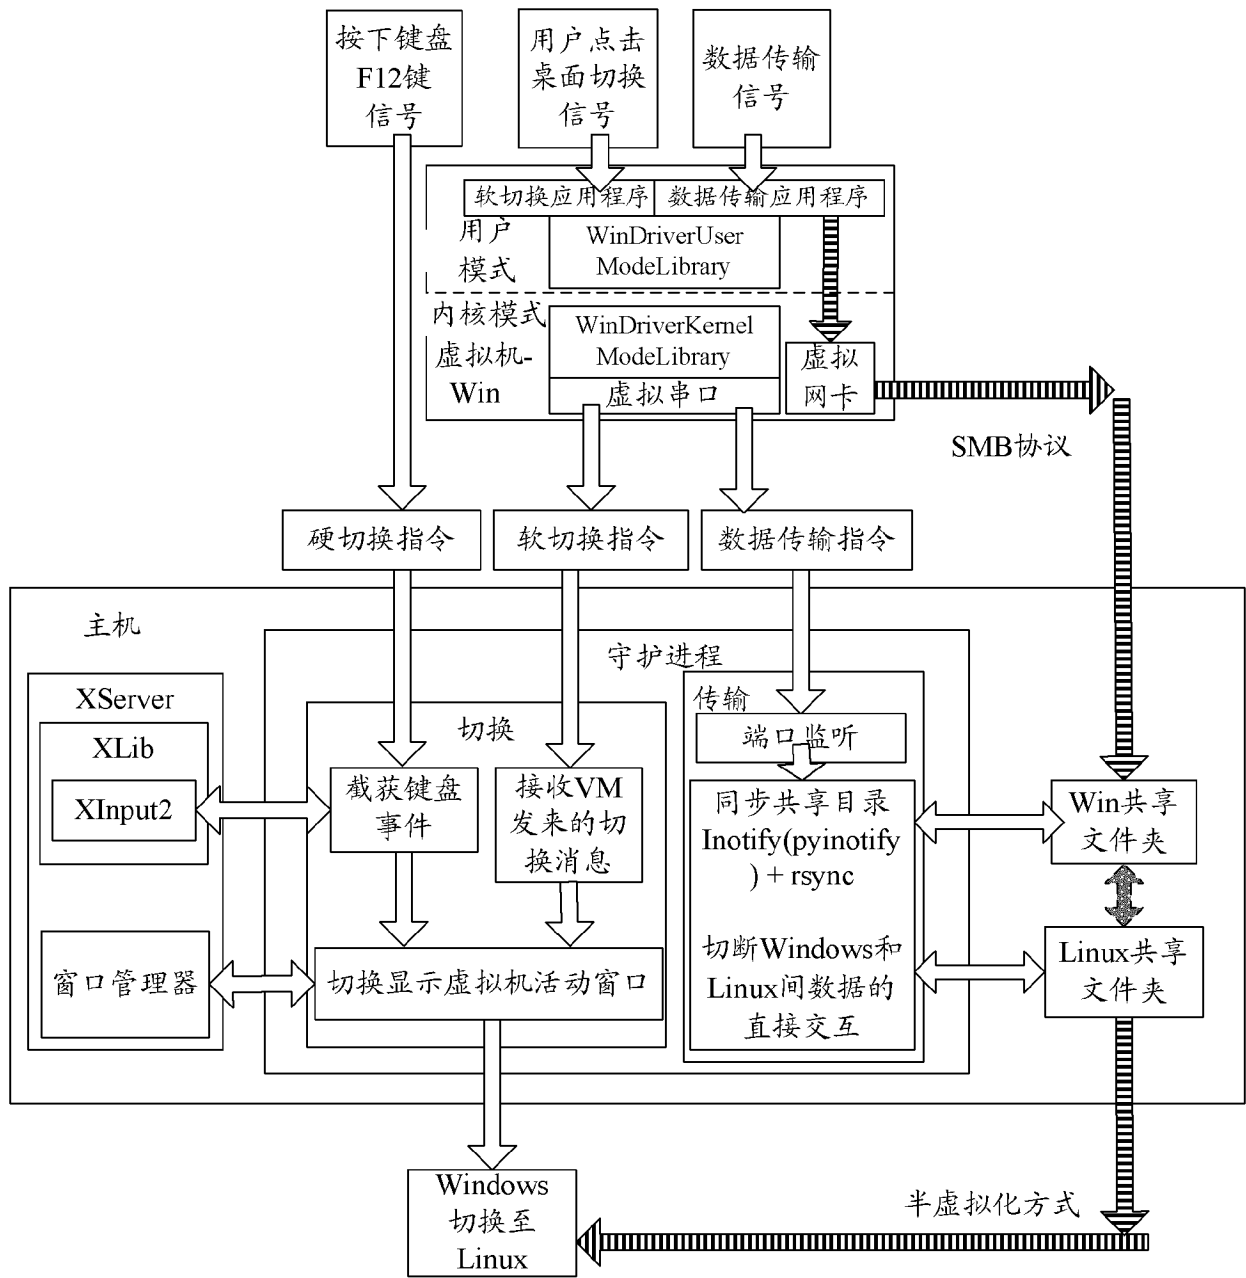 按下键盘
F12键
信号
用户点击
桌面切换
信号
数据传输
信号
软切换应用程序
数据传输应用程序
用户
模式
WinDriverUser
ModeLibrary
内核模式
虚拟机-
Win
WinDriverKernel
ModeLibrary
虚拟串口
虚拟
网卡
SMB协议
硬切换指令
软切换指令
数据传输指令
主机
守护进程
XServer
XLib
XInput2
窗口管理器
切换
截获键盘
事件
接收VM
发来的切
换消息
切换显示虚拟机活动窗口
传输
端口监听
同步共享目录
Inotify(pyinotify
) + rsync
切断Windows和
Linux间数据的
直接交互
Win共享
文件夹
Linux共享
文件夹
Windows
切换至
Linux
半虚拟化方式